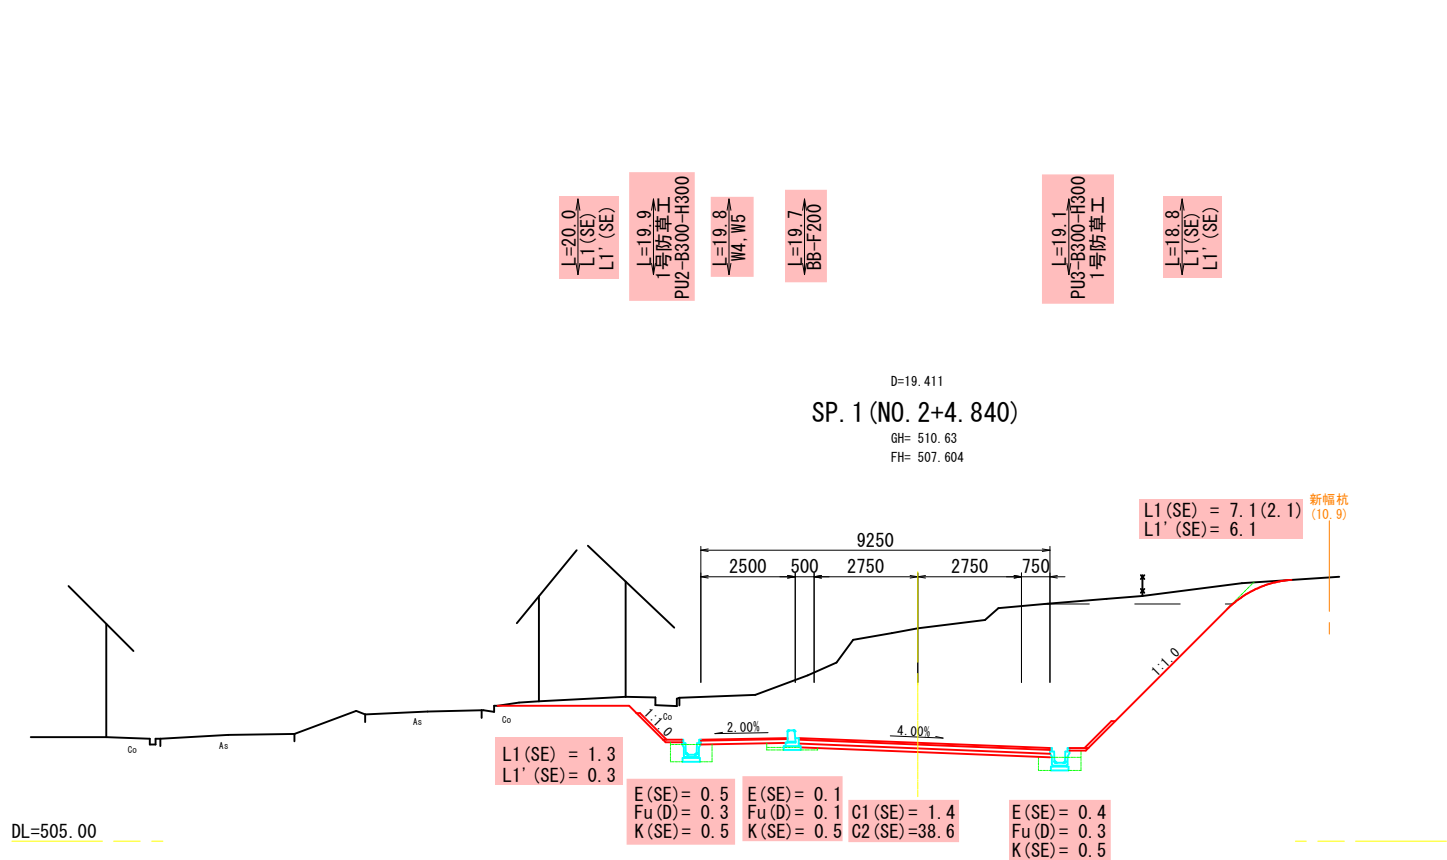 L=20.0
L1(SE)
L1'(SE)
L=19.9
1号防草工
PU2-B300-H300
L=19.8
W4,W5
L=19.7
BB-F200
L=19.1
PU3-B300-H300
1号防草工
L=18.8
L1(SE)
L1'(SE)
D=19.411
SP.1(NO.2+4.840)
GH= 510.63
FH= 507.604
L1(SE) = 7.1(2.1)
L1'(SE)= 6.1
新幅杭
(10.9)
9250
2500
500
2750
2750
750
1:1.0
1:1.0
Co
As
As
Co
Co
2.00%
4.00%
L1(SE) = 1.3
L1'(SE)= 0.3
E(SE)= 0.5
Fu(D)= 0.3
K(SE)= 0.5
E(SE)= 0.1
Fu(D)= 0.1
K(SE)= 0.5
C1(SE)= 1.4
C2(SE)=38.6
E(SE)= 0.4
Fu(D)= 0.3
K(SE)= 0.5
DL=505.00